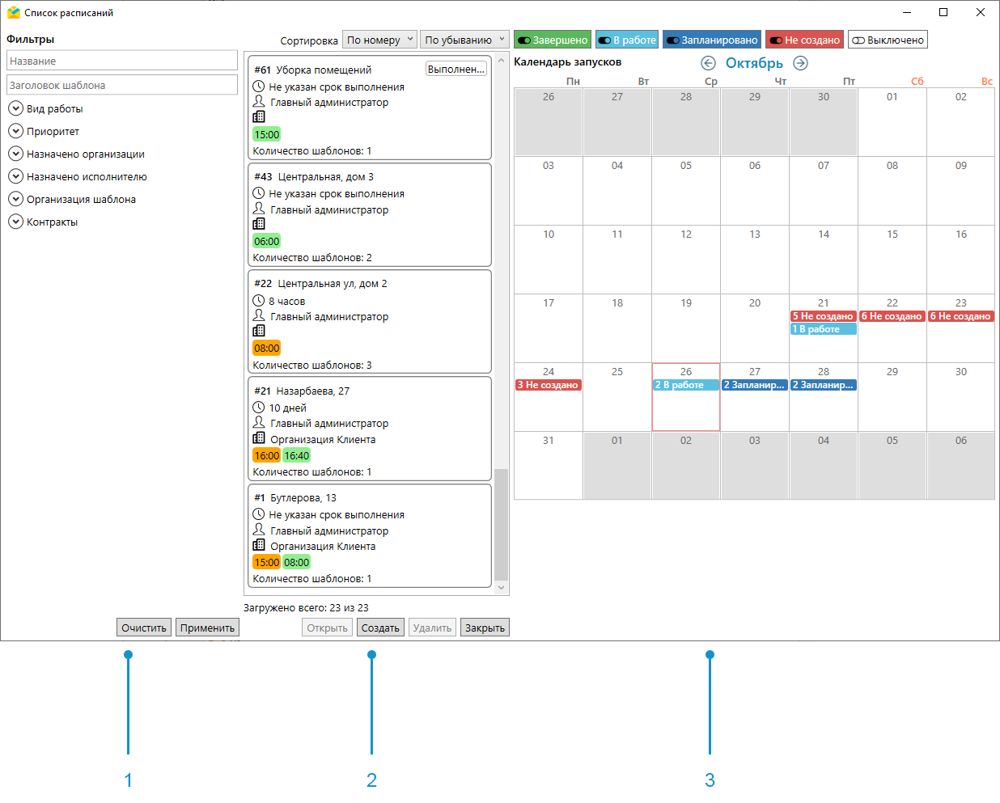 Список расписаний
Фильтры
Название
Заголовок шаблона
Вид работы
Приоритет
Назначено организации
Назначено исполнителю
Организация шаблона
Контракты
Очистить Применить
Сортировка По номеру По убыванию
#61 Уборка помещений Выполнен...
Не указан срок выполнения
Главный администратор
15:00
Количество шаблонов: 1
#43 Центральная, дом 3
Не указан срок выполнения
Главный администратор
06:00
Количество шаблонов: 2
#22 Центральная ул, дом 2
8 часов
Главный администратор
08:00
Количество шаблонов: 3
#21 Назарбаева, 27
10 дней
Главный администратор
Организация Клиента
16:00 16:40
Количество шаблонов: 1
#1 Бутлерова, 13
Не указан срок выполнения
Главный администратор
Организация Клиента
15:00 08:00
Количество шаблонов: 1
Загружено всего: 23 из 23
Открыть Создать Удалить Закрыть
Завершено В работе Запланировано Не создано Выключено
Календарь запусков Октябрь
Пн Вт Ср Чт Пт Сб Вс
26 27 28 29 30 01 02
03 04 05 06 07 08 09
10 11 12 13 14 15 16
17 18 19 20 21 22 23
5 Не создано 6 Не создано 6 Не создано
1 В работе
24 25 26 27 28 29 30
3 Не создано 2 В работе 2 Запланир... 2 Запланир...
31 01 02 03 04 05 06
1 2 3